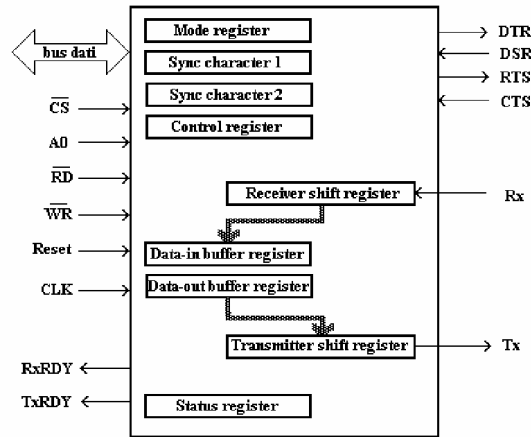 Mode register
DTR
bus dati
DSR
Sync character 1
RTS
Sync character 2
CTS
CS
Control register
A0
RD
Receiver shift register
Rx
WR
Reset
Data-in buffer register
CLK
Data-out buffer register
Transmitter shift register
Tx
RxRDY
TxRDY
Status register